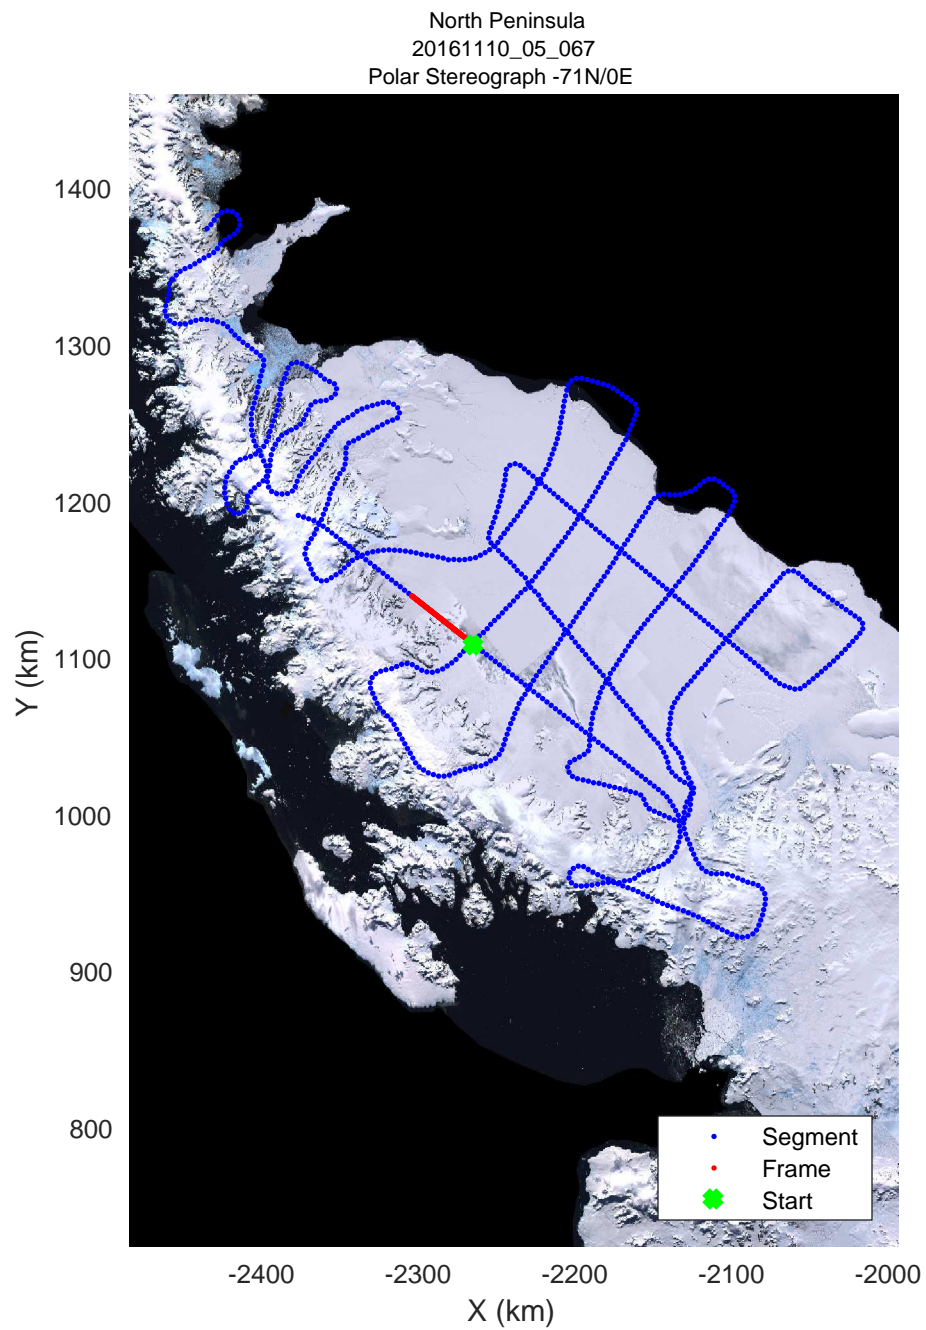 North Peninsula
20161110_05_067
Polar Stereograph -71N/0E
1400
1300
1200
1100
1000
900
800
Y (km)
-2400
-2300
-2200
-2100
-2000
X (km)
Segment
Frame
Start